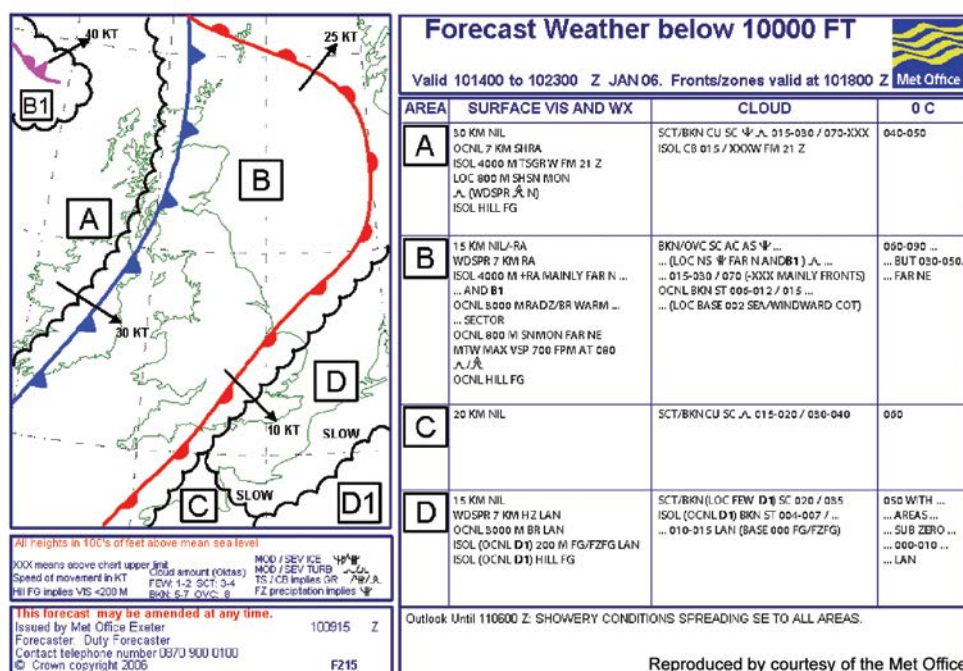 40 KT
B1
25 KT
A
B
30 KT
D
10 KT
SLOW
SLOW
C
D1
All heights in 100's of feet above mean sea level
XXX means above chart upper limit
Speed of movement in KT
Hill FG implies VIS <200 M
Cloud amount (Oktas)
FEW: 1-2 SCT: 3-4
BKN: 5-7 OVC: 8
MOD / SEV ICE
MOD / SEV TURB
TS / CB implies GR
FZ precipitation implies
This forecast may be amended at any time.
Issued by Met Office Exeter 100915 Z
Forecaster: Duty Forecaster
Contact telephone number 0870 900 0100
© Crown copyright 2006 F215
Forecast Weather below 10000 FT
Valid 101400 to 102300 Z JAN 06. Fronts/zones valid at 101800 Z
Met Office
AREA SURFACE VIS AND WX CLOUD 0 C
A
30 KM NIL
OCNL 7 KM SHRA
ISOL 4000 M TSGR W FM 21 Z
LOC 800 M SHSN MON
(WDSPR N)
ISOL HILL FG
SCT/BKN CU SC 015-030 / 070-XXX
ISOL CB 015 / XXX W FM 21 Z
040-050
B
15 KM NIL/-RA
WDSPR 7 KM RA
ISOL 4000 M +RA MAINLY FAR N ...
... AND B1
OCNL 3000 M RADZ/BR WARM ...
... SECTOR
OCNL 800 M SNMON FAR NE
MTW MAX VSP 700 FPM AT 080
/
OCNL HILL FG
BKN/OVC SC AC AS ...
... (LOC NS FAR N AND B1) ...
... 015-030 / 070 (-XXX MAINLY FRONTS)
OCNL BKN ST 006-012 / 015 ...
... (LOC BASE 002 SEA/WINDWARD COT)
060-090 ...
... BUT 030-050
... FAR NE
C
20 KM NIL
SCT/BKN CU SC 015-020 / 030-040
060
D
15 KM NIL
WDSPR 7 KM HZ LAN
OCNL 3000 M BR LAN
ISOL (OCNL D1) 200 M FG/FZFG LAN
ISOL (OCNL D1) HILL FG
SCT/BKN (LOC FEW D1) SC 020 / 035
ISOL (OCNL D1) BKN ST 004-007 / ...
... 010-015 LAN (BASE 000 FG/FZFG)
050 WITH ...
... AREAS ...
... SUB ZERO ...
... 000-010 ...
... LAN
Outlook Until 110600 Z: SHOWERY CONDITIONS SPREADING SE TO ALL AREAS.
Reproduced by courtesy of the Met Office